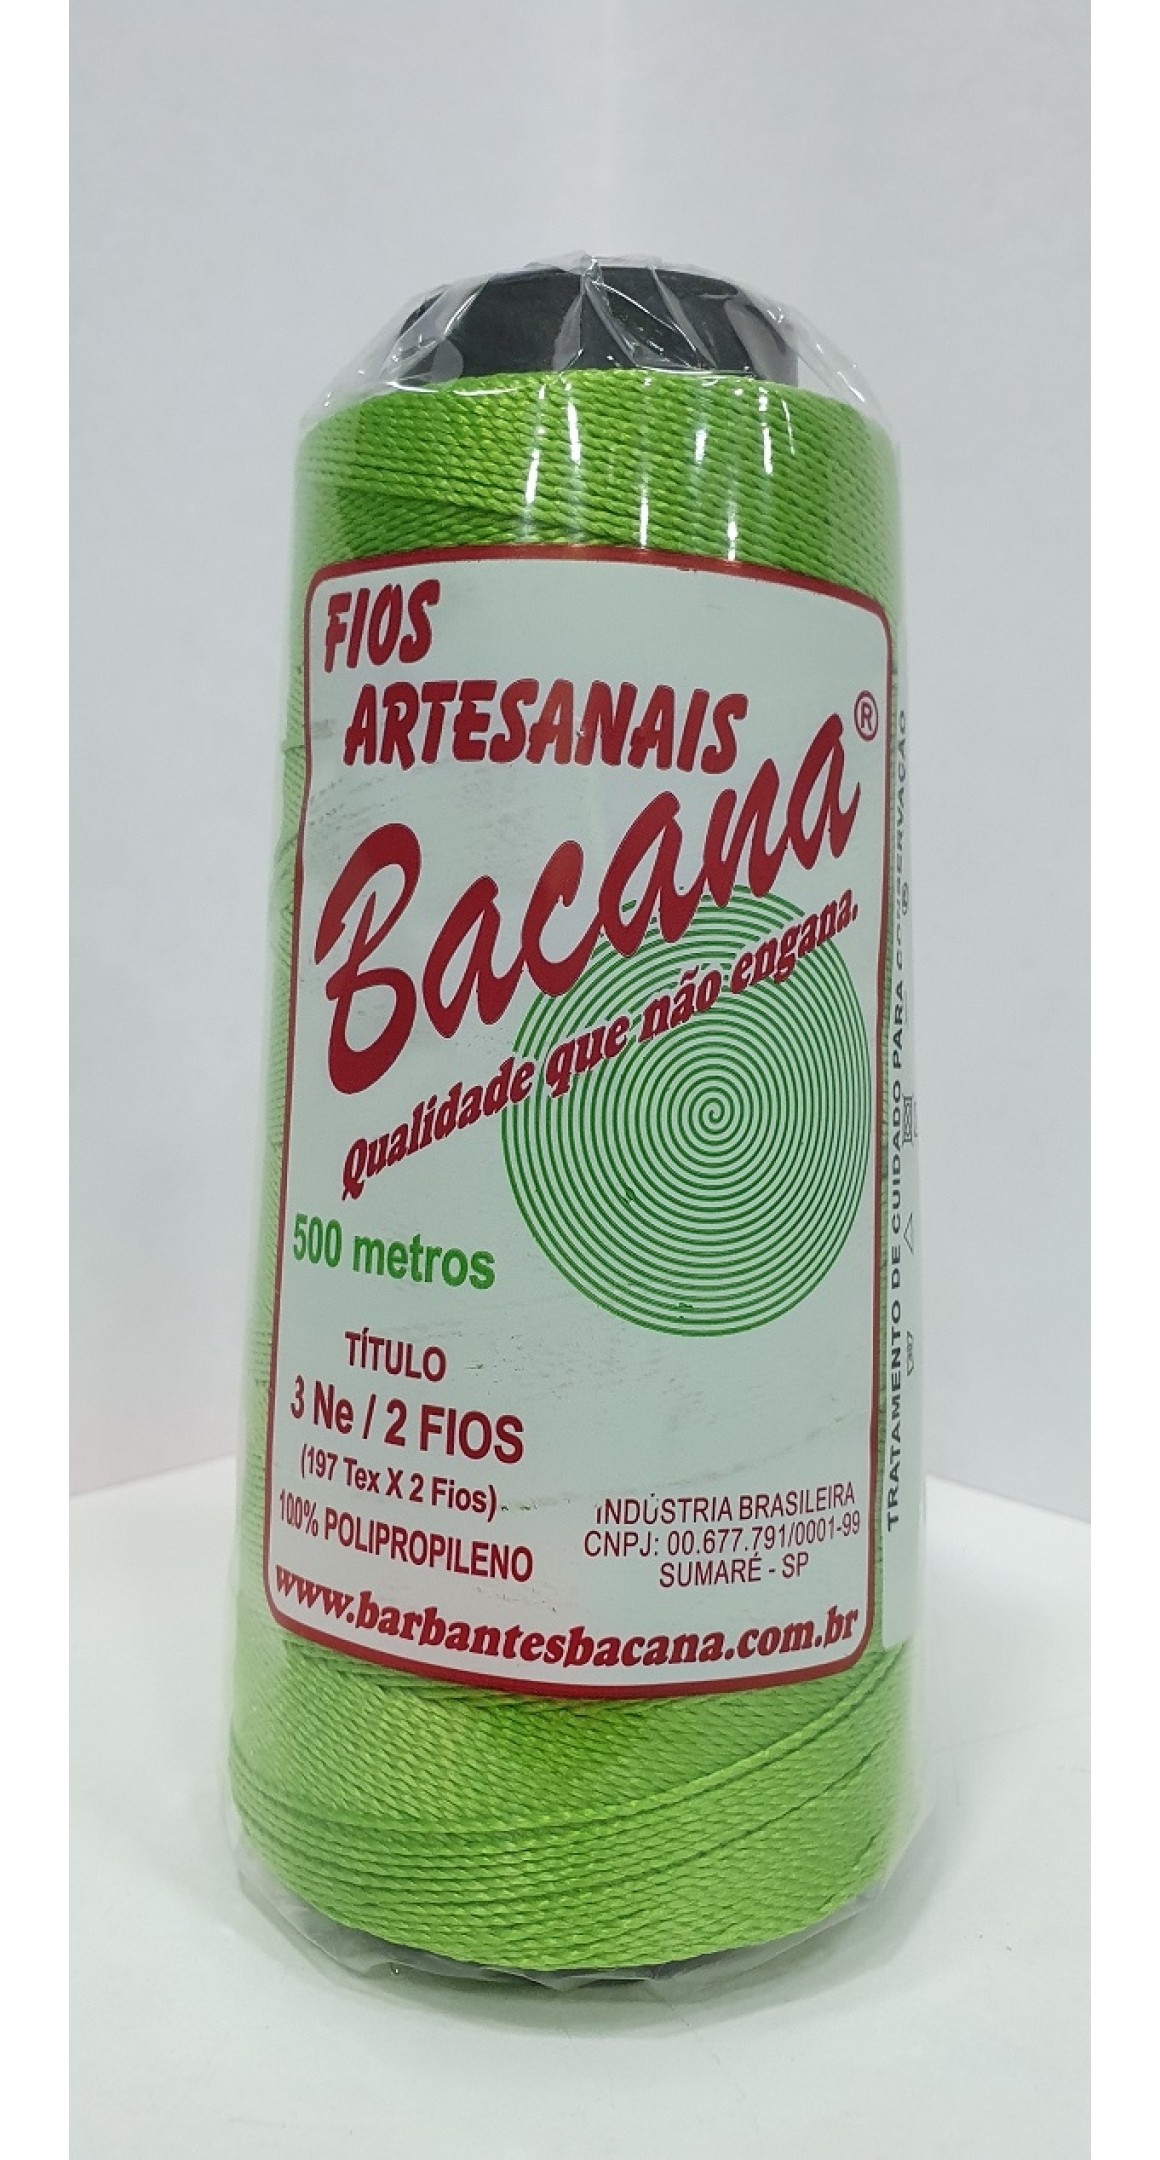 FIOS
ARTESANAIS
Bacana®
Qualidade que não engana.
500 metros
TÍTULO
3 Ne / 2 FIOS
(197 Tex X 2 Fios)
100% POLIPROPILENO
INDÚSTRIA BRASILEIRA
CNPJ: 00.677.791/0001-99
SUMARÉ - SP
www.barbantesbacana.com.br
TRATAMENTO DE CUIDADO PARA CONSERVAÇÃO